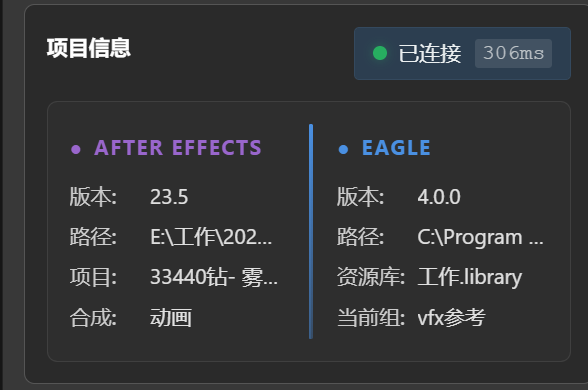 项目信息
已连接 306ms
AFTER EFFECTS
版本: 23.5
路径: E:\工作\202...
项目: 33440钻- 雾...
合成: 动画
EAGLE
版本: 4.0.0
路径: C:\Program ...
资源库: 工作.library
当前组: vfx参考